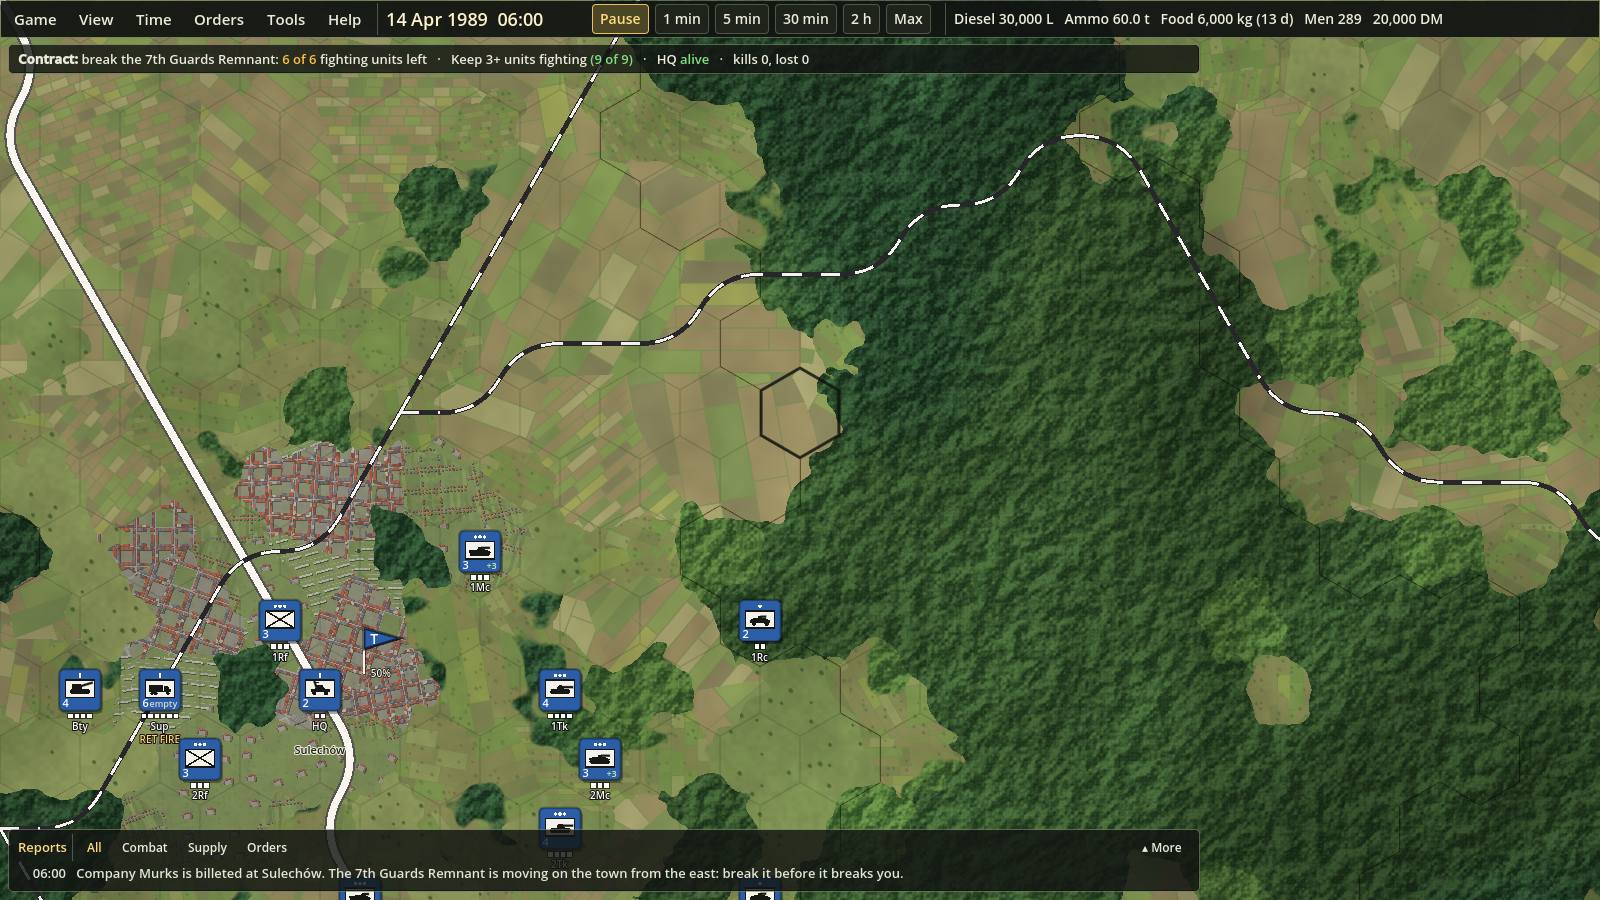 Game View Time Orders Tools Help 14 Apr 1989 06:00 Pause 1 min 5 min 30 min 2 h Max Diesel 30,000 L Ammo 60.0 t Food 6,000 kg (13 d) Men 289 20,000 DM
Contract: break the 7th Guards Remnant: 6 of 6 fighting units left · Keep 3+ units fighting (9 of 9) · HQ alive · kills 0, lost 0
3 +3
1Mc
3
1Rf
2
1Rc
T
50%
4
Bty
6 empty
Sup
RET FIRE
2
HQ
4
1Tk
Sulechów
3
2Rf
3 +3
2Mc
4
2Tk
Reports All Combat Supply Orders ▴ More
06:00 Company Murks is billeted at Sulechów. The 7th Guards Remnant is moving on the town from the east: break it before it breaks you.